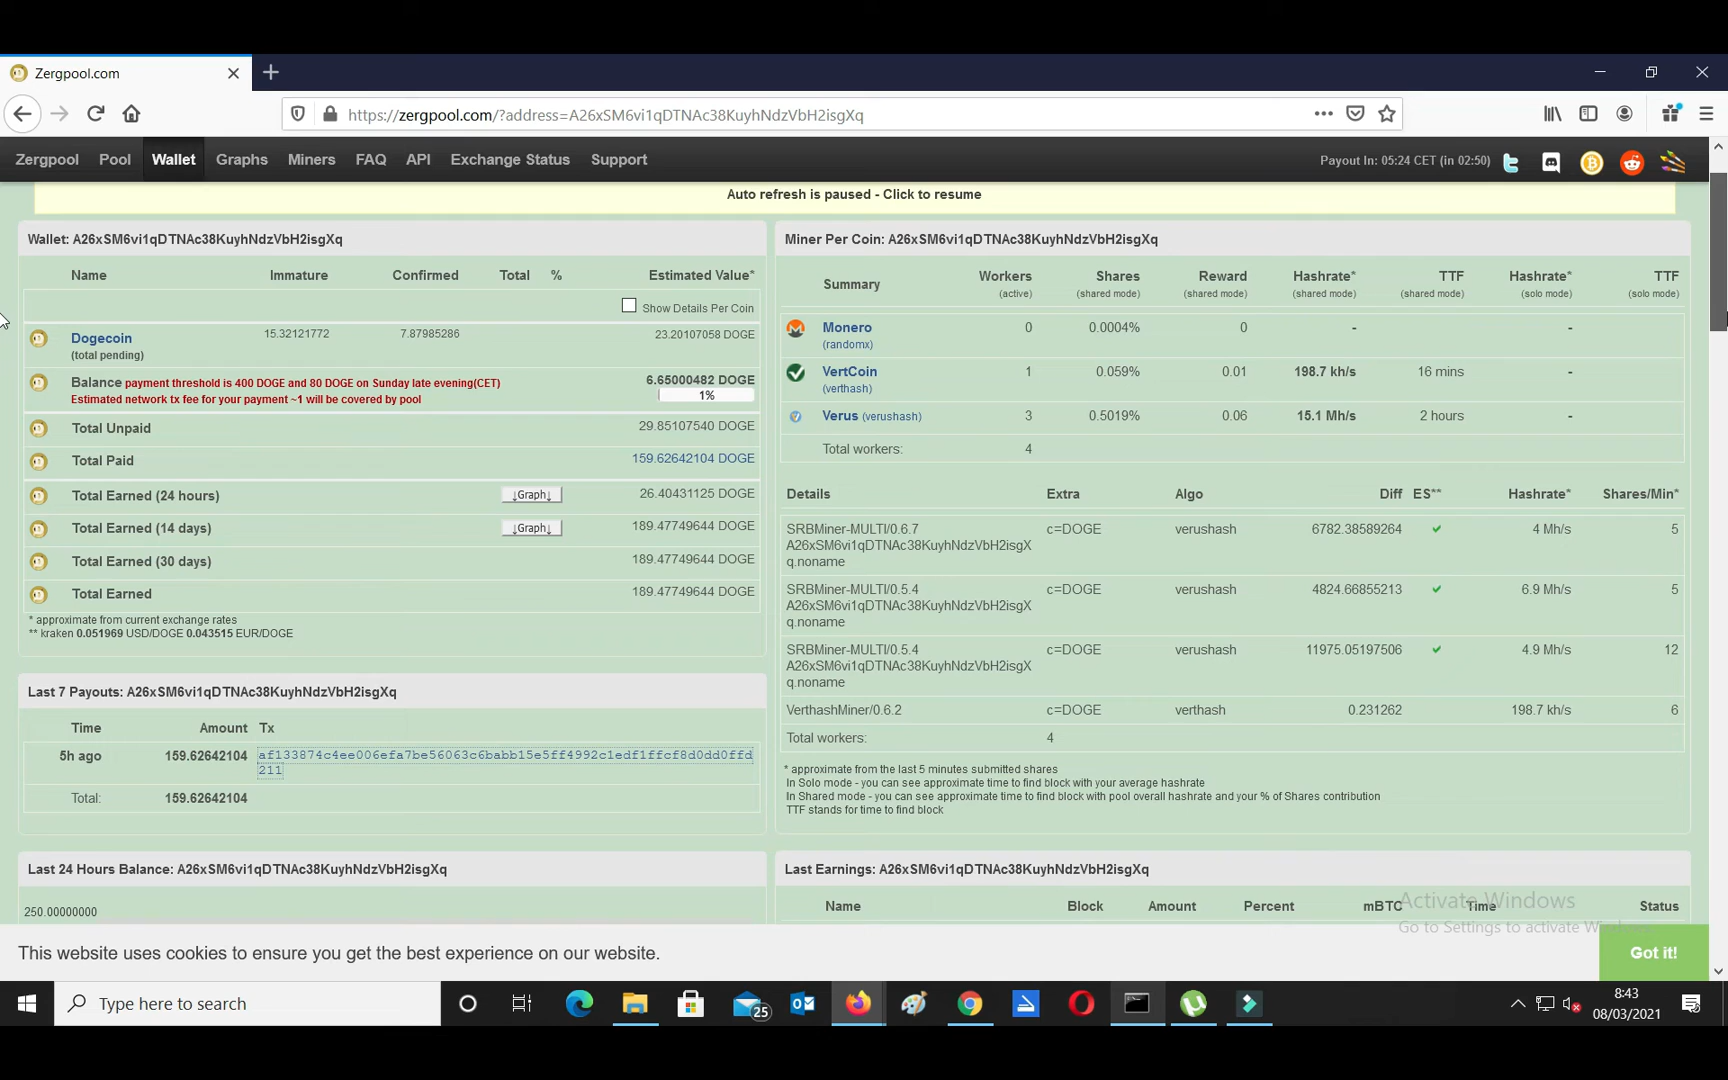 Zergpool.com
https://zergpool.com/?address=A26xSM6vi1qDTNAc38KuyhNdzVbH2isgXq
Zergpool Pool Wallet Graphs Miners FAQ API Exchange Status Support Payout In: 05:24 CET (in 02:50)
Auto refresh is paused - Click to resume
Wallet: A26xSM6vi1qDTNAc38KuyhNdzVbH2isgXq
Name Immature Confirmed Total % Estimated Value*
Show Details Per Coin
Dogecoin 15.32121772 7.87985286 23.20107058 DOGE
(total pending)
Balance payment threshold is 400 DOGE and 80 DOGE on Sunday late evening(CET) 6.65000482 DOGE
Estimated network tx fee for your payment ~1 will be covered by pool 1%
Total Unpaid 29.85107540 DOGE
Total Paid 159.62642104 DOGE
Total Earned (24 hours) ↓Graph↓ 26.40431125 DOGE
Total Earned (14 days) ↓Graph↓ 189.47749644 DOGE
Total Earned (30 days) 189.47749644 DOGE
Total Earned 189.47749644 DOGE
* approximate from current exchange rates
** kraken 0.051969 USD/DOGE 0.043515 EUR/DOGE
Last 7 Payouts: A26xSM6vi1qDTNAc38KuyhNdzVbH2isgXq
Time Amount Tx
5h ago 159.62642104 af133874c4ee006efa7be56063c6babb15e5ff4992c1edf1ffcf8d0dd0ffd
211
Total: 159.62642104
Last 24 Hours Balance: A26xSM6vi1qDTNAc38KuyhNdzVbH2isgXq
250.00000000
Miner Per Coin: A26xSM6vi1qDTNAc38KuyhNdzVbH2isgXq
Summary Workers Shares Reward Hashrate* TTF Hashrate* TTF
(active) (shared mode) (shared mode) (shared mode) (shared mode) (solo mode) (solo mode)
Monero 0 0.0004% 0 - -
(randomx)
VertCoin 1 0.059% 0.01 198.7 kh/s 16 mins -
(verthash)
Verus (verushash) 3 0.5019% 0.06 15.1 Mh/s 2 hours -
Total workers: 4
Details Extra Algo Diff ES** Hashrate* Shares/Min*
SRBMiner-MULTI/0.6.7 c=DOGE verushash 6782.38589264 4 Mh/s 5
A26xSM6vi1qDTNAc38KuyhNdzVbH2isgX
q.noname
SRBMiner-MULTI/0.5.4 c=DOGE verushash 4824.66855213 6.9 Mh/s 5
A26xSM6vi1qDTNAc38KuyhNdzVbH2isgX
q.noname
SRBMiner-MULTI/0.5.4 c=DOGE verushash 11975.05197506 4.9 Mh/s 12
A26xSM6vi1qDTNAc38KuyhNdzVbH2isgX
q.noname
VerthashMiner/0.6.2 c=DOGE verthash 0.231262 198.7 kh/s 6
Total workers: 4
* approximate from the last 5 minutes submitted shares
In Solo mode - you can see approximate time to find block with your average hashrate
In Shared mode - you can see approximate time to find block with pool overall hashrate and your % of Shares contribution
TTF stands for time to find block
Last Earnings: A26xSM6vi1qDTNAc38KuyhNdzVbH2isgXq
Name Block Amount Percent mBTC Time Status
Activate Windows
Go to Settings to activate
This website uses cookies to ensure you get the best experience on our website. Got it!
Type here to search
25
8:43
08/03/2021